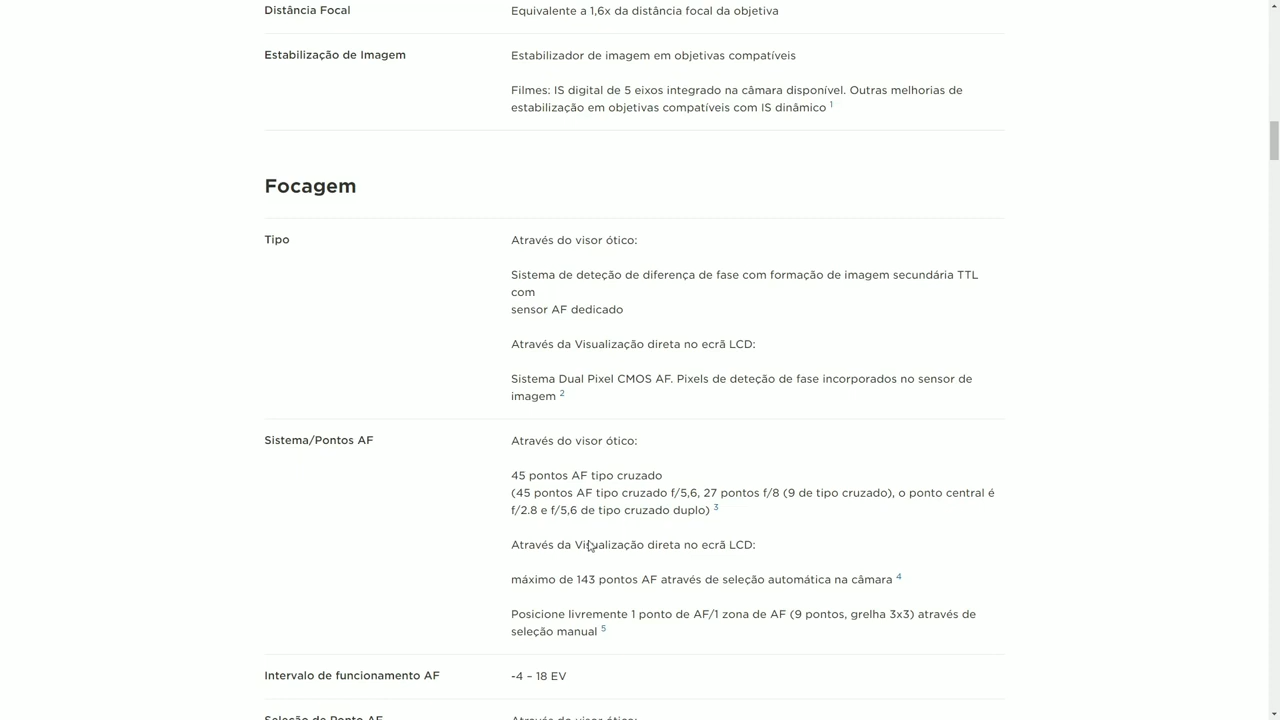 Distância Focal
Equivalente a 1,6x da distância focal da objetiva
Estabilização de Imagem
Estabilizador de imagem em objetivas compatíveis
Filmes: IS digital de 5 eixos integrado na câmara disponível. Outras melhorias de
estabilização em objetivas compatíveis com IS dinâmico 1
Focagem
Tipo
Através do visor ótico:
Sistema de deteção de diferença de fase com formação de imagem secundária TTL
com
sensor AF dedicado
Através da Visualização direta no ecrã LCD:
Sistema Dual Pixel CMOS AF. Pixels de deteção de fase incorporados no sensor de
imagem 2
Sistema/Pontos AF
Através do visor ótico:
45 pontos AF tipo cruzado
(45 pontos AF tipo cruzado f/5,6, 27 pontos f/8 (9 de tipo cruzado), o ponto central é
f/2.8 e f/5,6 de tipo cruzado duplo) 3
Através da Visualização direta no ecrã LCD:
máximo de 143 pontos AF através de seleção automática na câmara 4
Posicione livremente 1 ponto de AF/1 zona de AF (9 pontos, grelha 3x3) através de
seleção manual 5
Intervalo de funcionamento AF
-4 – 18 EV
Seleção de Ponto AF
Através do visor ótico: